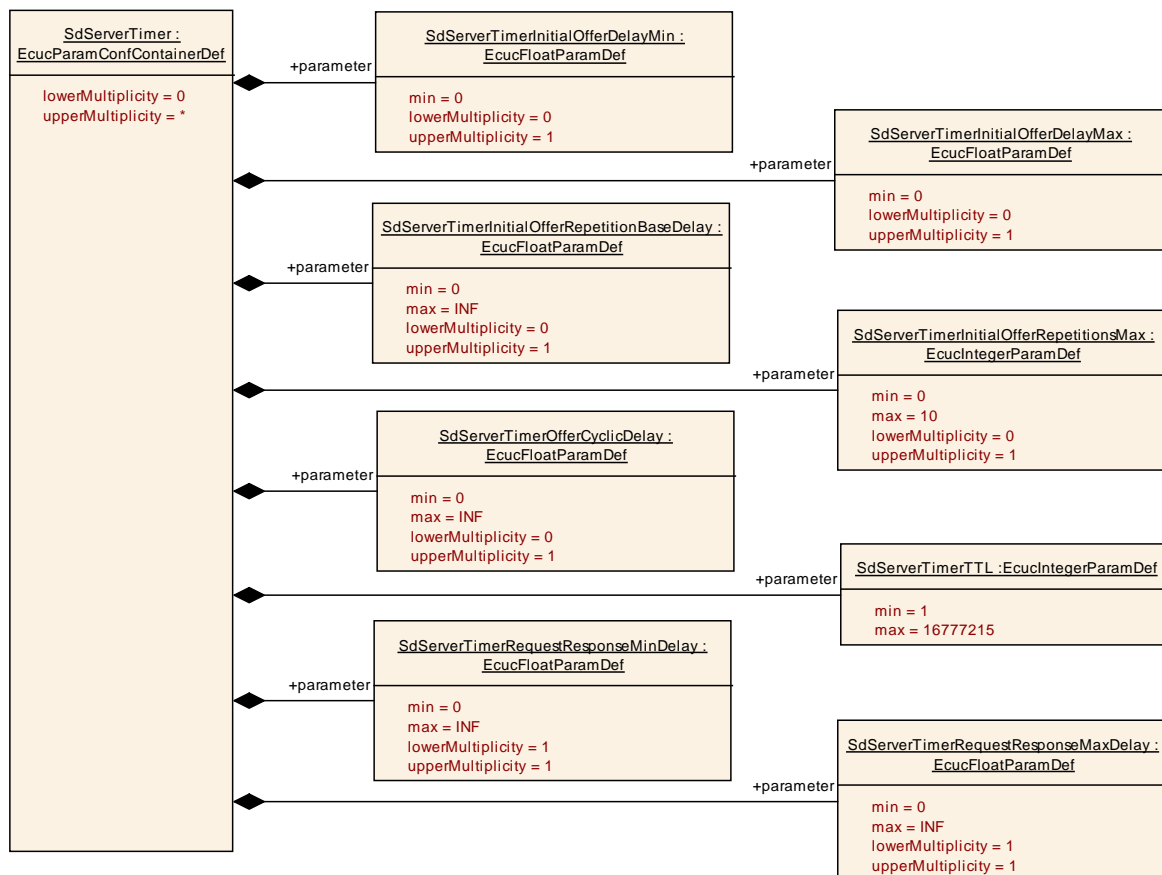 SdServerTimer :
EcucParamConfContainerDef
lowerMultiplicity = 0
upperMultiplicity = *
+parameter
SdServerTimerInitialOfferDelayMin :
EcucFloatParamDef
min = 0
lowerMultiplicity = 0
upperMultiplicity = 1
+parameter
SdServerTimerInitialOfferDelayMax :
EcucFloatParamDef
min = 0
lowerMultiplicity = 0
upperMultiplicity = 1
+parameter
SdServerTimerInitialOfferRepetitionBaseDelay :
EcucFloatParamDef
min = 0
max = INF
lowerMultiplicity = 0
upperMultiplicity = 1
+parameter
SdServerTimerInitialOfferRepetitionsMax :
EcucIntegerParamDef
min = 0
max = 10
lowerMultiplicity = 0
upperMultiplicity = 1
+parameter
SdServerTimerOfferCyclicDelay :
EcucFloatParamDef
min = 0
max = INF
lowerMultiplicity = 0
upperMultiplicity = 1
+parameter
SdServerTimerTTL :EcucIntegerParamDef
min = 1
max = 16777215
+parameter
SdServerTimerRequestResponseMinDelay :
EcucFloatParamDef
min = 0
max = INF
lowerMultiplicity = 1
upperMultiplicity = 1
+parameter
SdServerTimerRequestResponseMaxDelay :
EcucFloatParamDef
min = 0
max = INF
lowerMultiplicity = 1
upperMultiplicity = 1